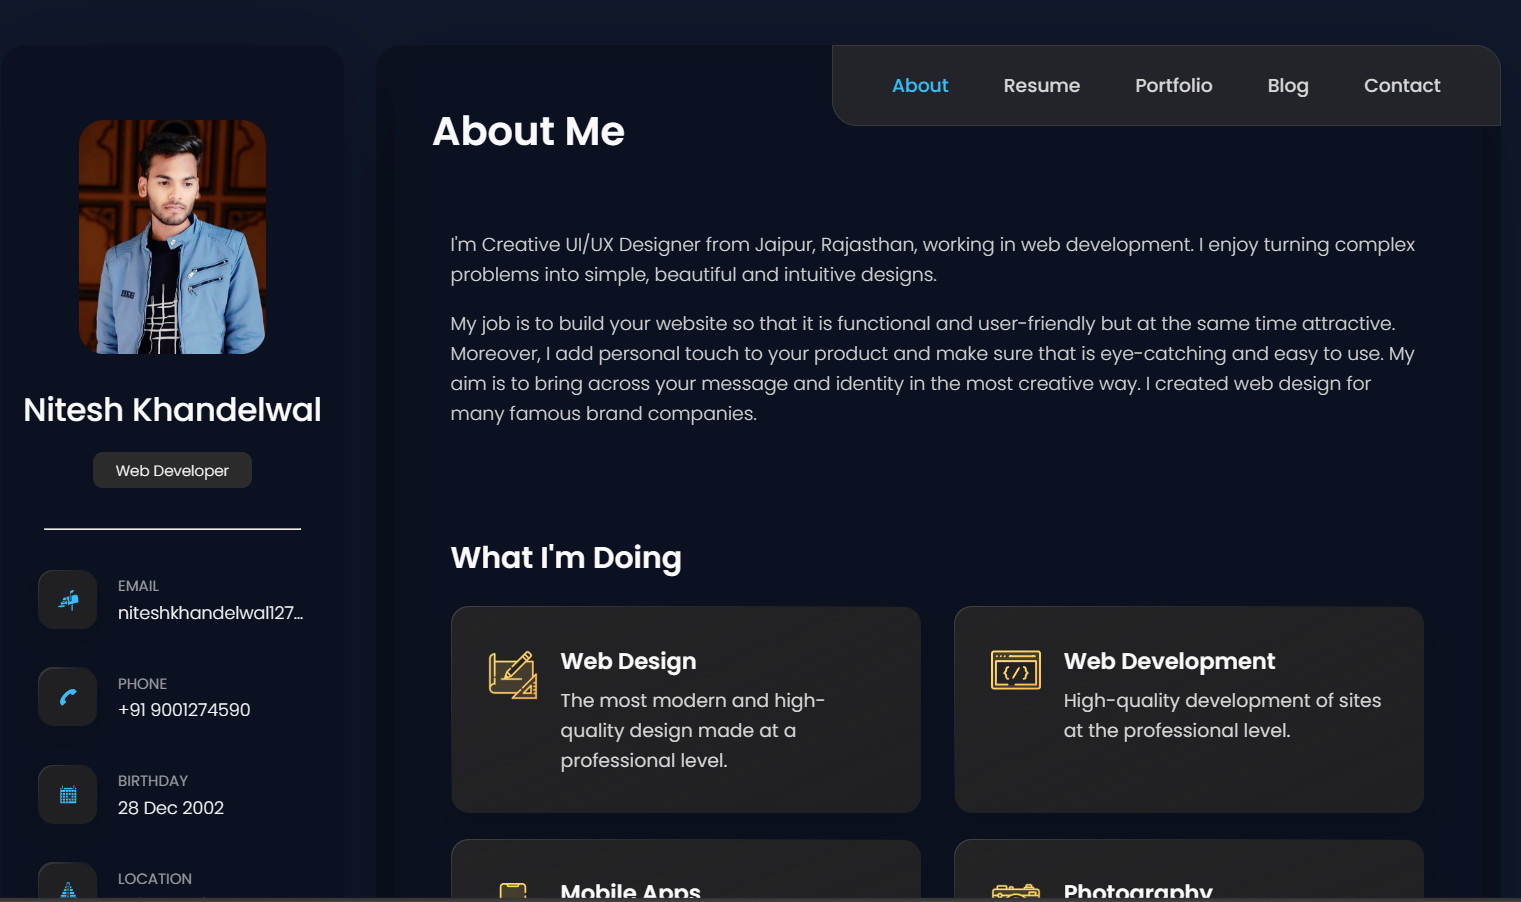 About Resume Portfolio Blog Contact
About Me
I'm Creative UI/UX Designer from Jaipur, Rajasthan, working in web development. I enjoy turning complex
problems into simple, beautiful and intuitive designs.
My job is to build your website so that it is functional and user-friendly but at the same time attractive.
Moreover, I add personal touch to your product and make sure that is eye-catching and easy to use. My
aim is to bring across your message and identity in the most creative way. I created web design for
many famous brand companies.
Nitesh Khandelwal
Web Developer
EMAIL
niteshkhandelwal127...
PHONE
+91 9001274590
BIRTHDAY
28 Dec 2002
LOCATION
What I'm Doing
Web Design
The most modern and high-
quality design made at a
professional level.
Web Development
High-quality development of sites
at the professional level.
Mobile Apps
Photography